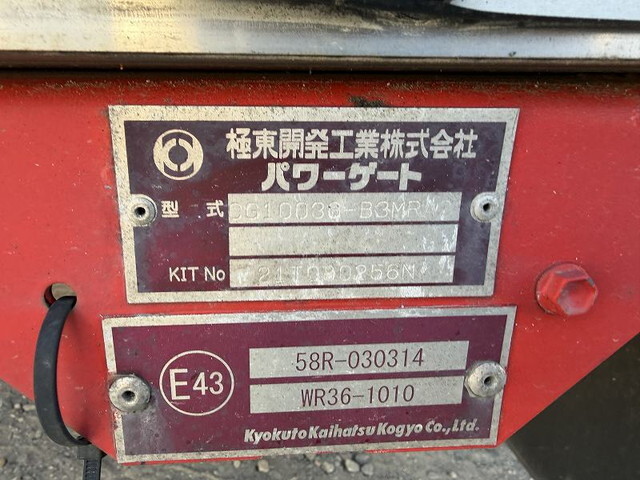 極東開発工業株式会社
パワーゲート
型式
KIT No
E43
58R-030314
WR36-1010
Kyokuto Kaihatsu Kogyo Co., Ltd.